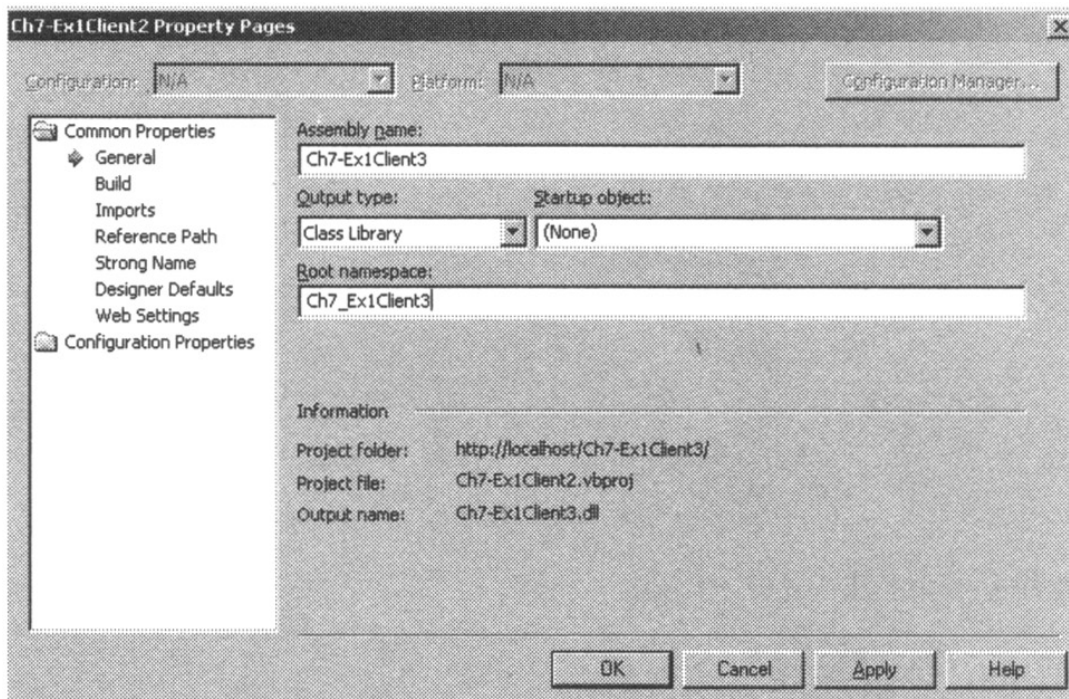 Ch7-Ex1Client2 Property Pages
Configuration: N/A Platform: N/A Configuration Manager...
Common Properties
General
Build
Imports
Reference Path
Strong Name
Designer Defaults
Web Settings
Configuration Properties
Assembly name:
Ch7-Ex1Client3
Output type: Startup object:
Class Library (None)
Root namespace:
Ch7_Ex1Client3
Information
Project folder: http://localhost/Ch7-Ex1Client3/
Project file: Ch7-Ex1Client2.vbproj
Output name: Ch7-Ex1Client3.dll
OK Cancel Apply Help